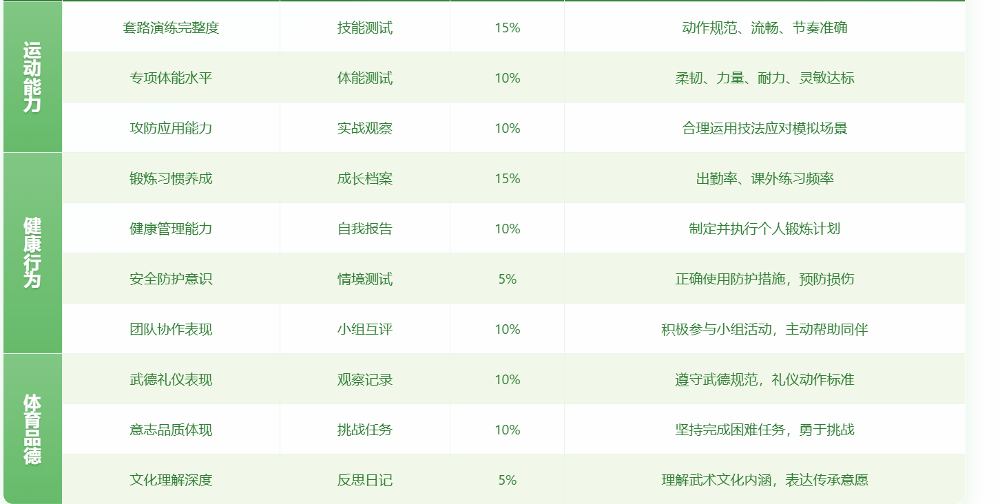 运动能力
套路演练完整度 技能测试 15% 动作规范、流畅、节奏准确
专项体能水平 体能测试 10% 柔韧、力量、耐力、灵敏达标
攻防应用能力 实战观察 10% 合理运用技法应对模拟场景
健康行为
锻炼习惯养成 成长档案 15% 出勤率、课外练习频率
健康管理能力 自我报告 10% 制定并执行个人锻炼计划
安全防护意识 情境测试 5% 正确使用防护措施，预防损伤
团队协作表现 小组互评 10% 积极参与小组活动，主动帮助同伴
体育品德
武德礼仪表现 观察记录 10% 遵守武德规范，礼仪动作标准
意志品质体现 挑战任务 10% 坚持完成困难任务，勇于挑战
文化理解深度 反思日记 5% 理解武术文化内涵，表达传承意愿